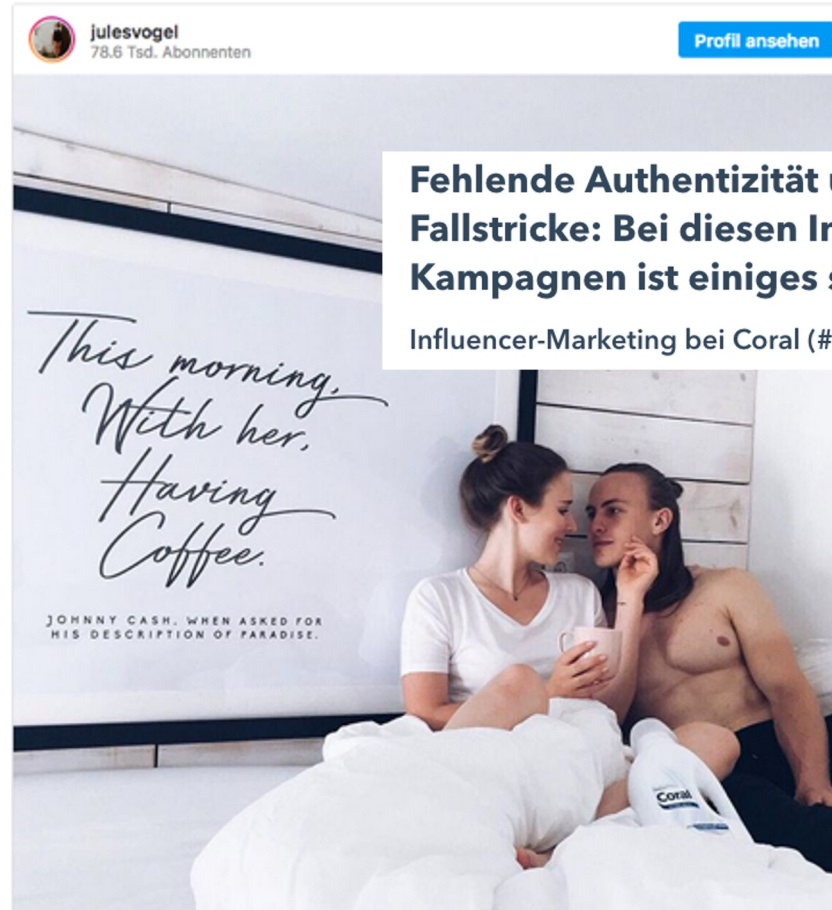 julesvogel
78.6 Tsd. Abonnenten
Profil ansehen
Fehlende Authentizität
Fallstricke: Bei diesen
Kampagnen ist einiges
Influencer-Marketing bei Coral (#
This morning,
With her,
Having
Coffee.
JOHNNY CASH, WHEN ASKED FOR
HIS DESCRIPTION OF PARADISE.
Coral